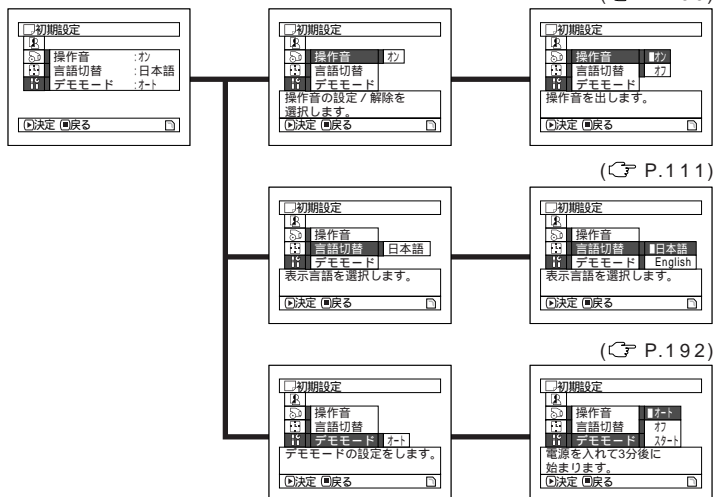 初期設定
操作音 :オン
言語切替 :日本語
デモモード :オート
決定 戻る
初期設定
操作音 オン
言語切替
デモモード
操作音の設定/解除を
選択します。
決定 戻る
初期設定
操作音 オン
言語切替 オフ
デモモード
操作音を出します。
決定 戻る
(P.111)
初期設定
操作音
言語切替 日本語
デモモード
表示言語を選択します。
決定 戻る
初期設定
操作音
言語切替 日本語
デモモード English
表示言語を選択します。
決定 戻る
(P.192)
初期設定
操作音
言語切替
デモモード オート
デモモードの設定をします。
決定 戻る
初期設定
操作音 オート
言語切替 オフ
デモモード スタート
電源を入れて3分後に
始まります。
決定 戻る